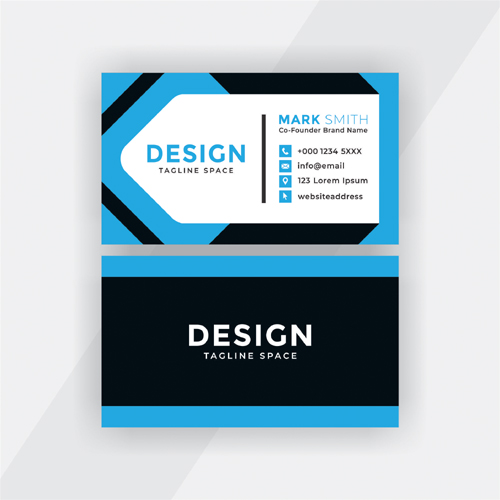 DESIGN
TAGLINE SPACE
MARK SMITH
Co-Founder Brand Name
+000 1234 5XXX
info@email
123 Lorem Ipsum
websiteaddress
DESIGN
TAGLINE SPACE